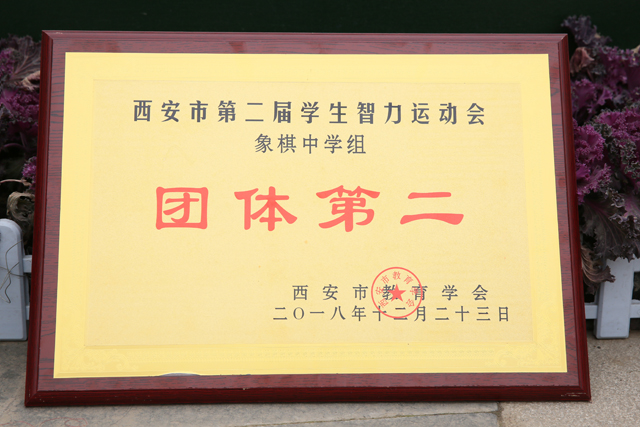 西安市第二届学生智力运动会
象棋中学组
团体第二
西安市教育学会
二〇一八年十二月二十三日